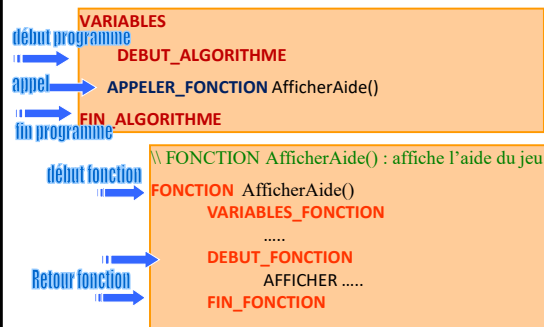 VARIABLES
début programme
DEBUT_ALGORITHME
appel
APPELER_FONCTION AfficherAide()
FIN_ALGORITHME
fin programme
\\ FONCTION AfficherAide() : affiche l’aide du jeu
début fonction
FONCTION AfficherAide()
VARIABLES_FONCTION
…..
DEBUT_FONCTION
AFFICHER …..
Retour fonction
FIN_FONCTION